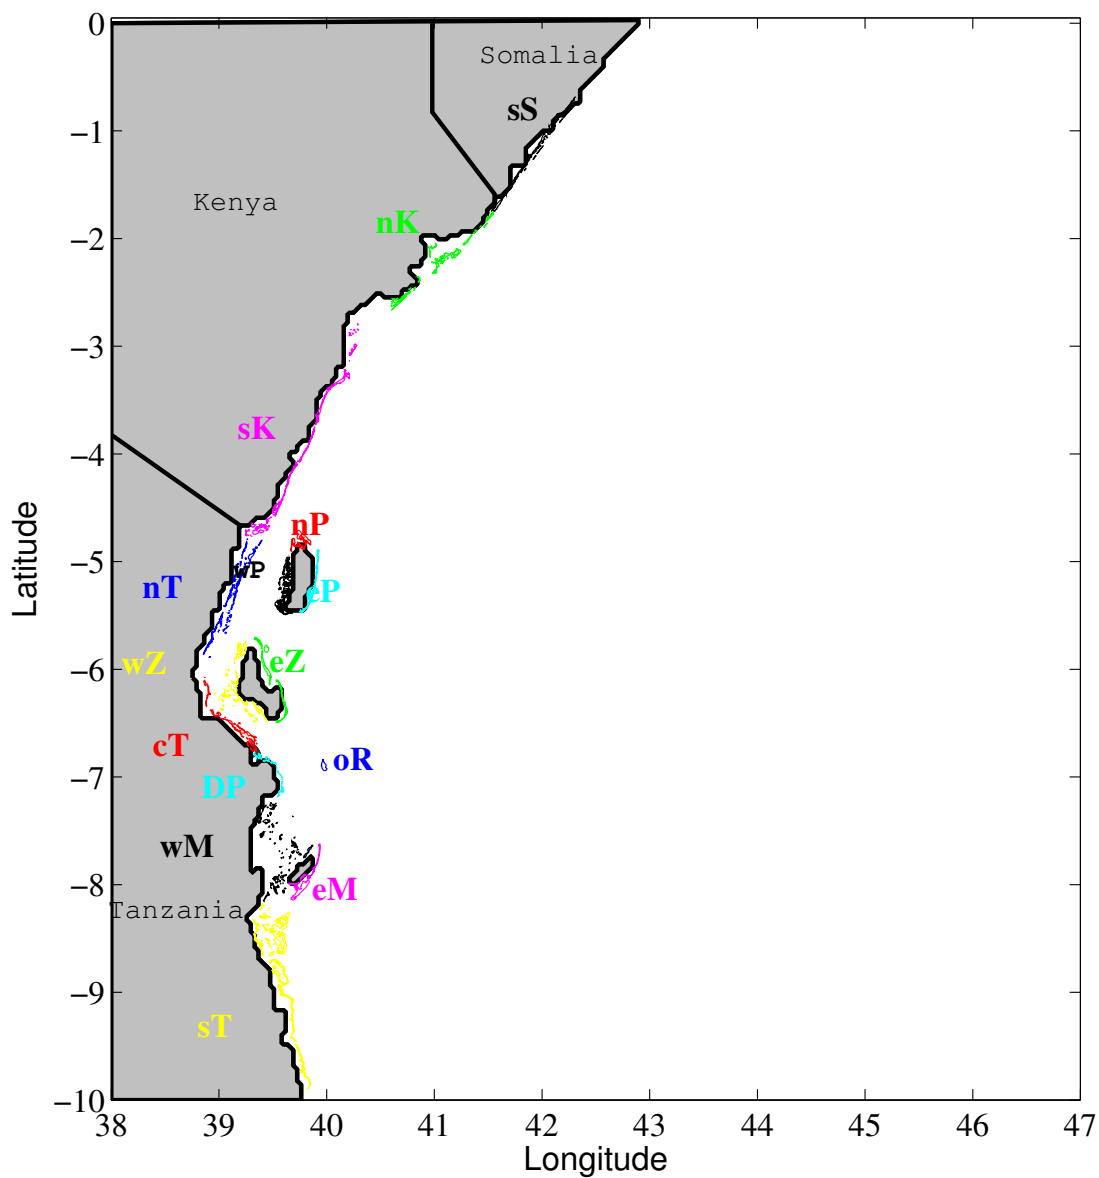 0
Somalia
sS
−1
Kenya
nK
−2
−3
sK
−4
nP
−5
wP
nT
eP
wZ
eZ
−6
cT
oR
−7
DP
wM
−8
eM
Tanzania
−9
sT
−10
38 39 40 41 42 43 44 45 46 47
Longitude
Latitude